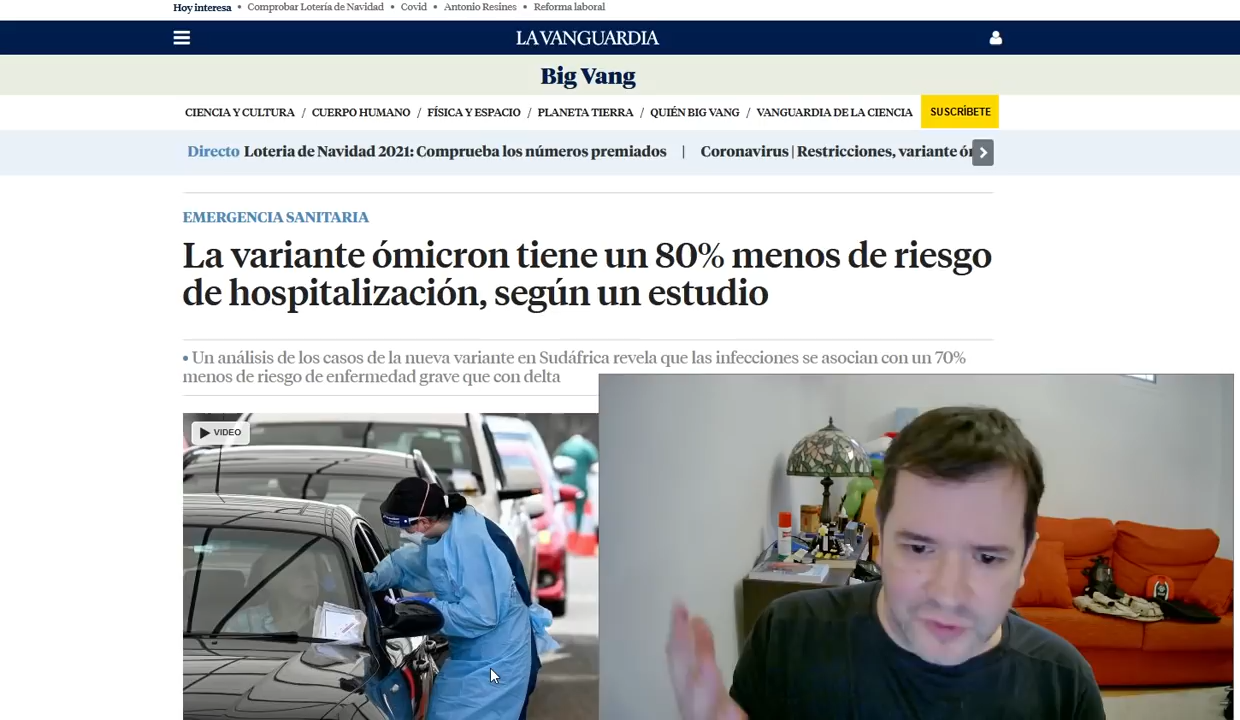 Hoy interesa • Comprobar Lotería de Navidad • Covid • Antonio Resines • Reforma laboral
LA VANGUARDIA
Big Vang
CIENCIA Y CULTURA / CUERPO HUMANO / FÍSICA Y ESPACIO / PLANETA TIERRA / QUIÉN BIG VANG / VANGUARDIA DE LA CIENCIA SUSCRÍBETE
Directo Loteria de Navidad 2021: Comprueba los números premiados | Coronavirus | Restricciones, variante
EMERGENCIA SANITARIA
La variante ómicron tiene un 80% menos de riesgo
de hospitalización, según un estudio
• Un análisis de los casos de la nueva variante en Sudáfrica revela que las infecciones se asocian con un 70%
menos de riesgo de enfermedad grave que con delta
VIDEO